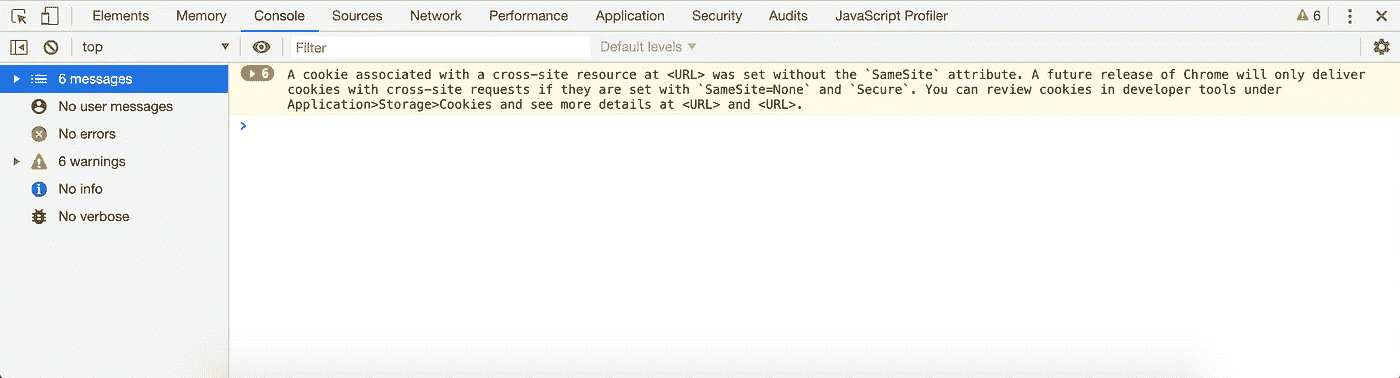 Elements Memory Console Sources Network Performance Application Security Audits JavaScript Profiler 6
top Filter Default levels
6 messages
No user messages
No errors
6 warnings
No info
No verbose
6 A cookie associated with a cross-site resource at <URL> was set without the `SameSite` attribute. A future release of Chrome will only deliver
cookies with cross-site requests if they are set with `SameSite=None` and `Secure`. You can review cookies in developer tools under
Application>Storage>Cookies and see more details at <URL> and <URL>.